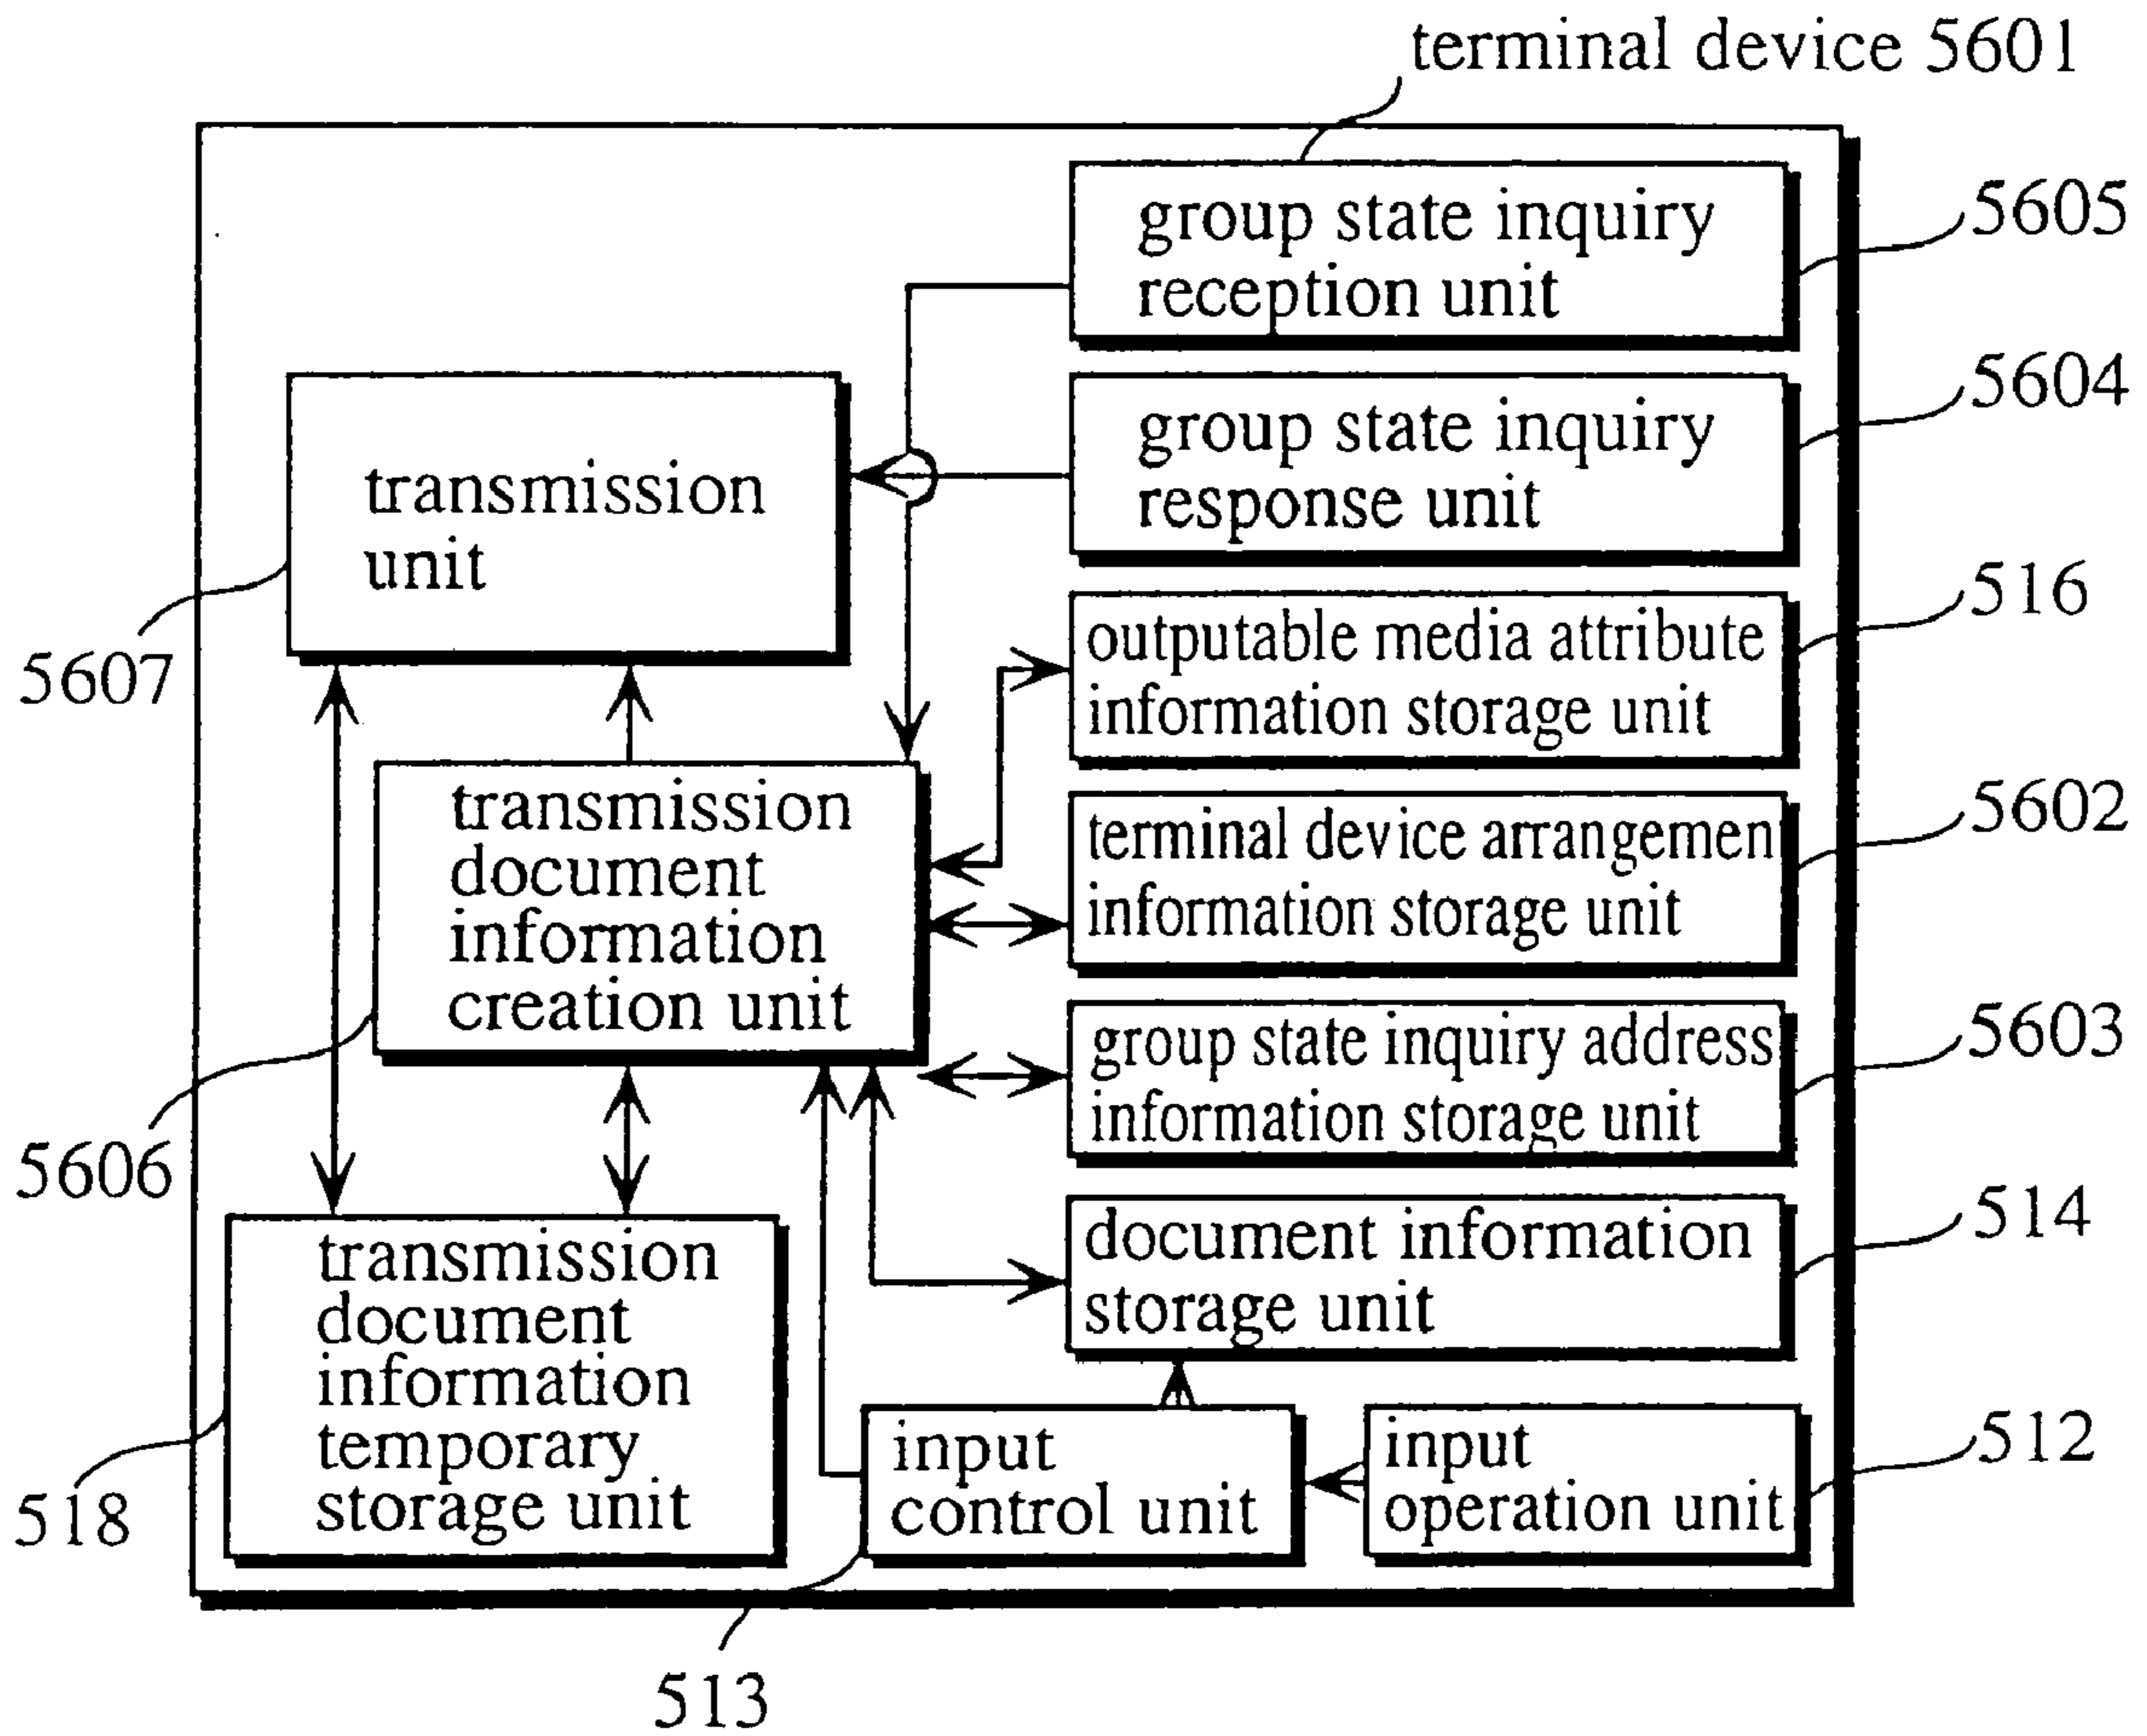 terminal device 5601
group state inquiry
reception unit
5605
group state inquiry
response unit
5604
transmission
unit
5607
outputable media attribute
information storage unit
516
transmission
document
information
creation unit
5606
terminal device arrangemen
information storage unit
5602
group state inquiry address
information storage unit
5603
document information
storage unit
514
transmission
document
information
temporary
storage unit
518
input
control unit
513
input
operation unit
512